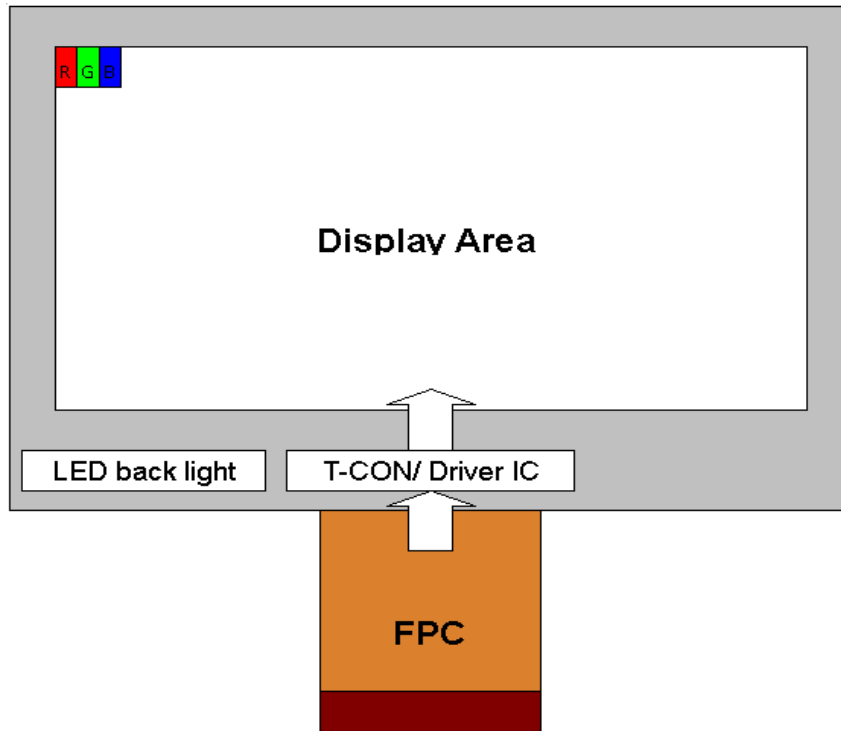 R G B
Display Area
LED back light
T-CON/ Driver IC
FPC